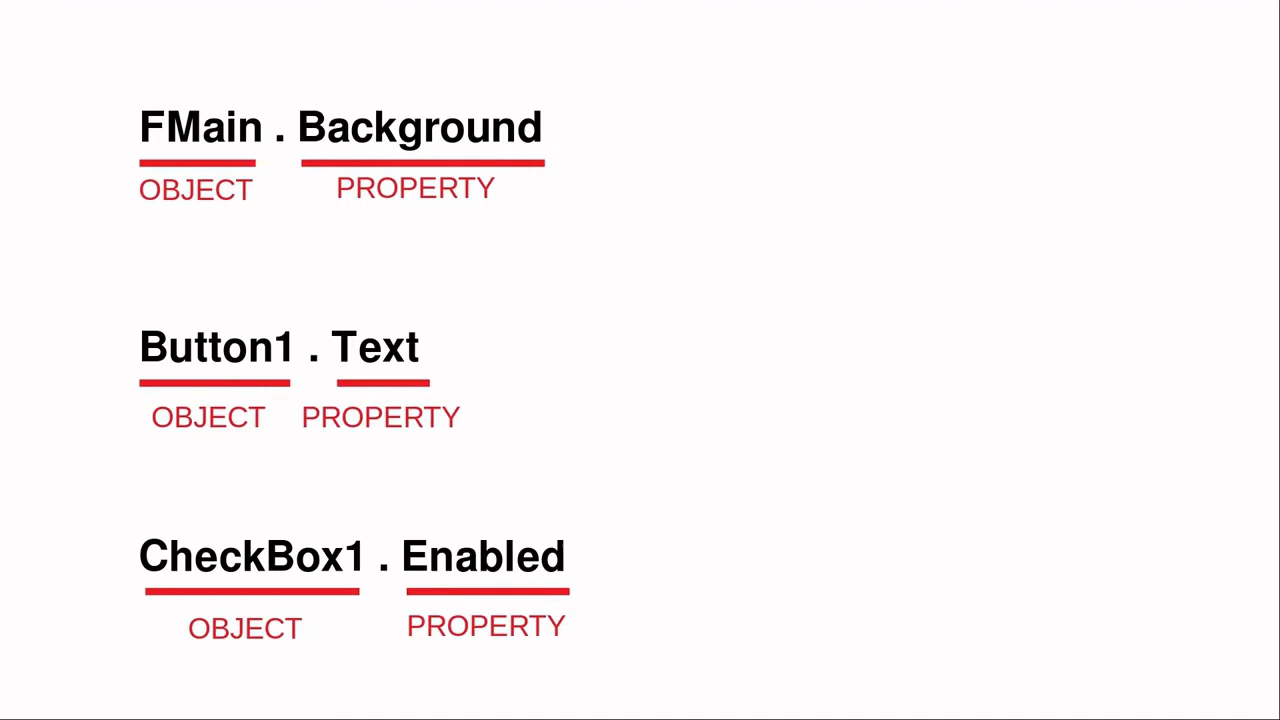 FMain . Background
OBJECT PROPERTY
Button1 . Text
OBJECT PROPERTY
CheckBox1 . Enabled
OBJECT PROPERTY